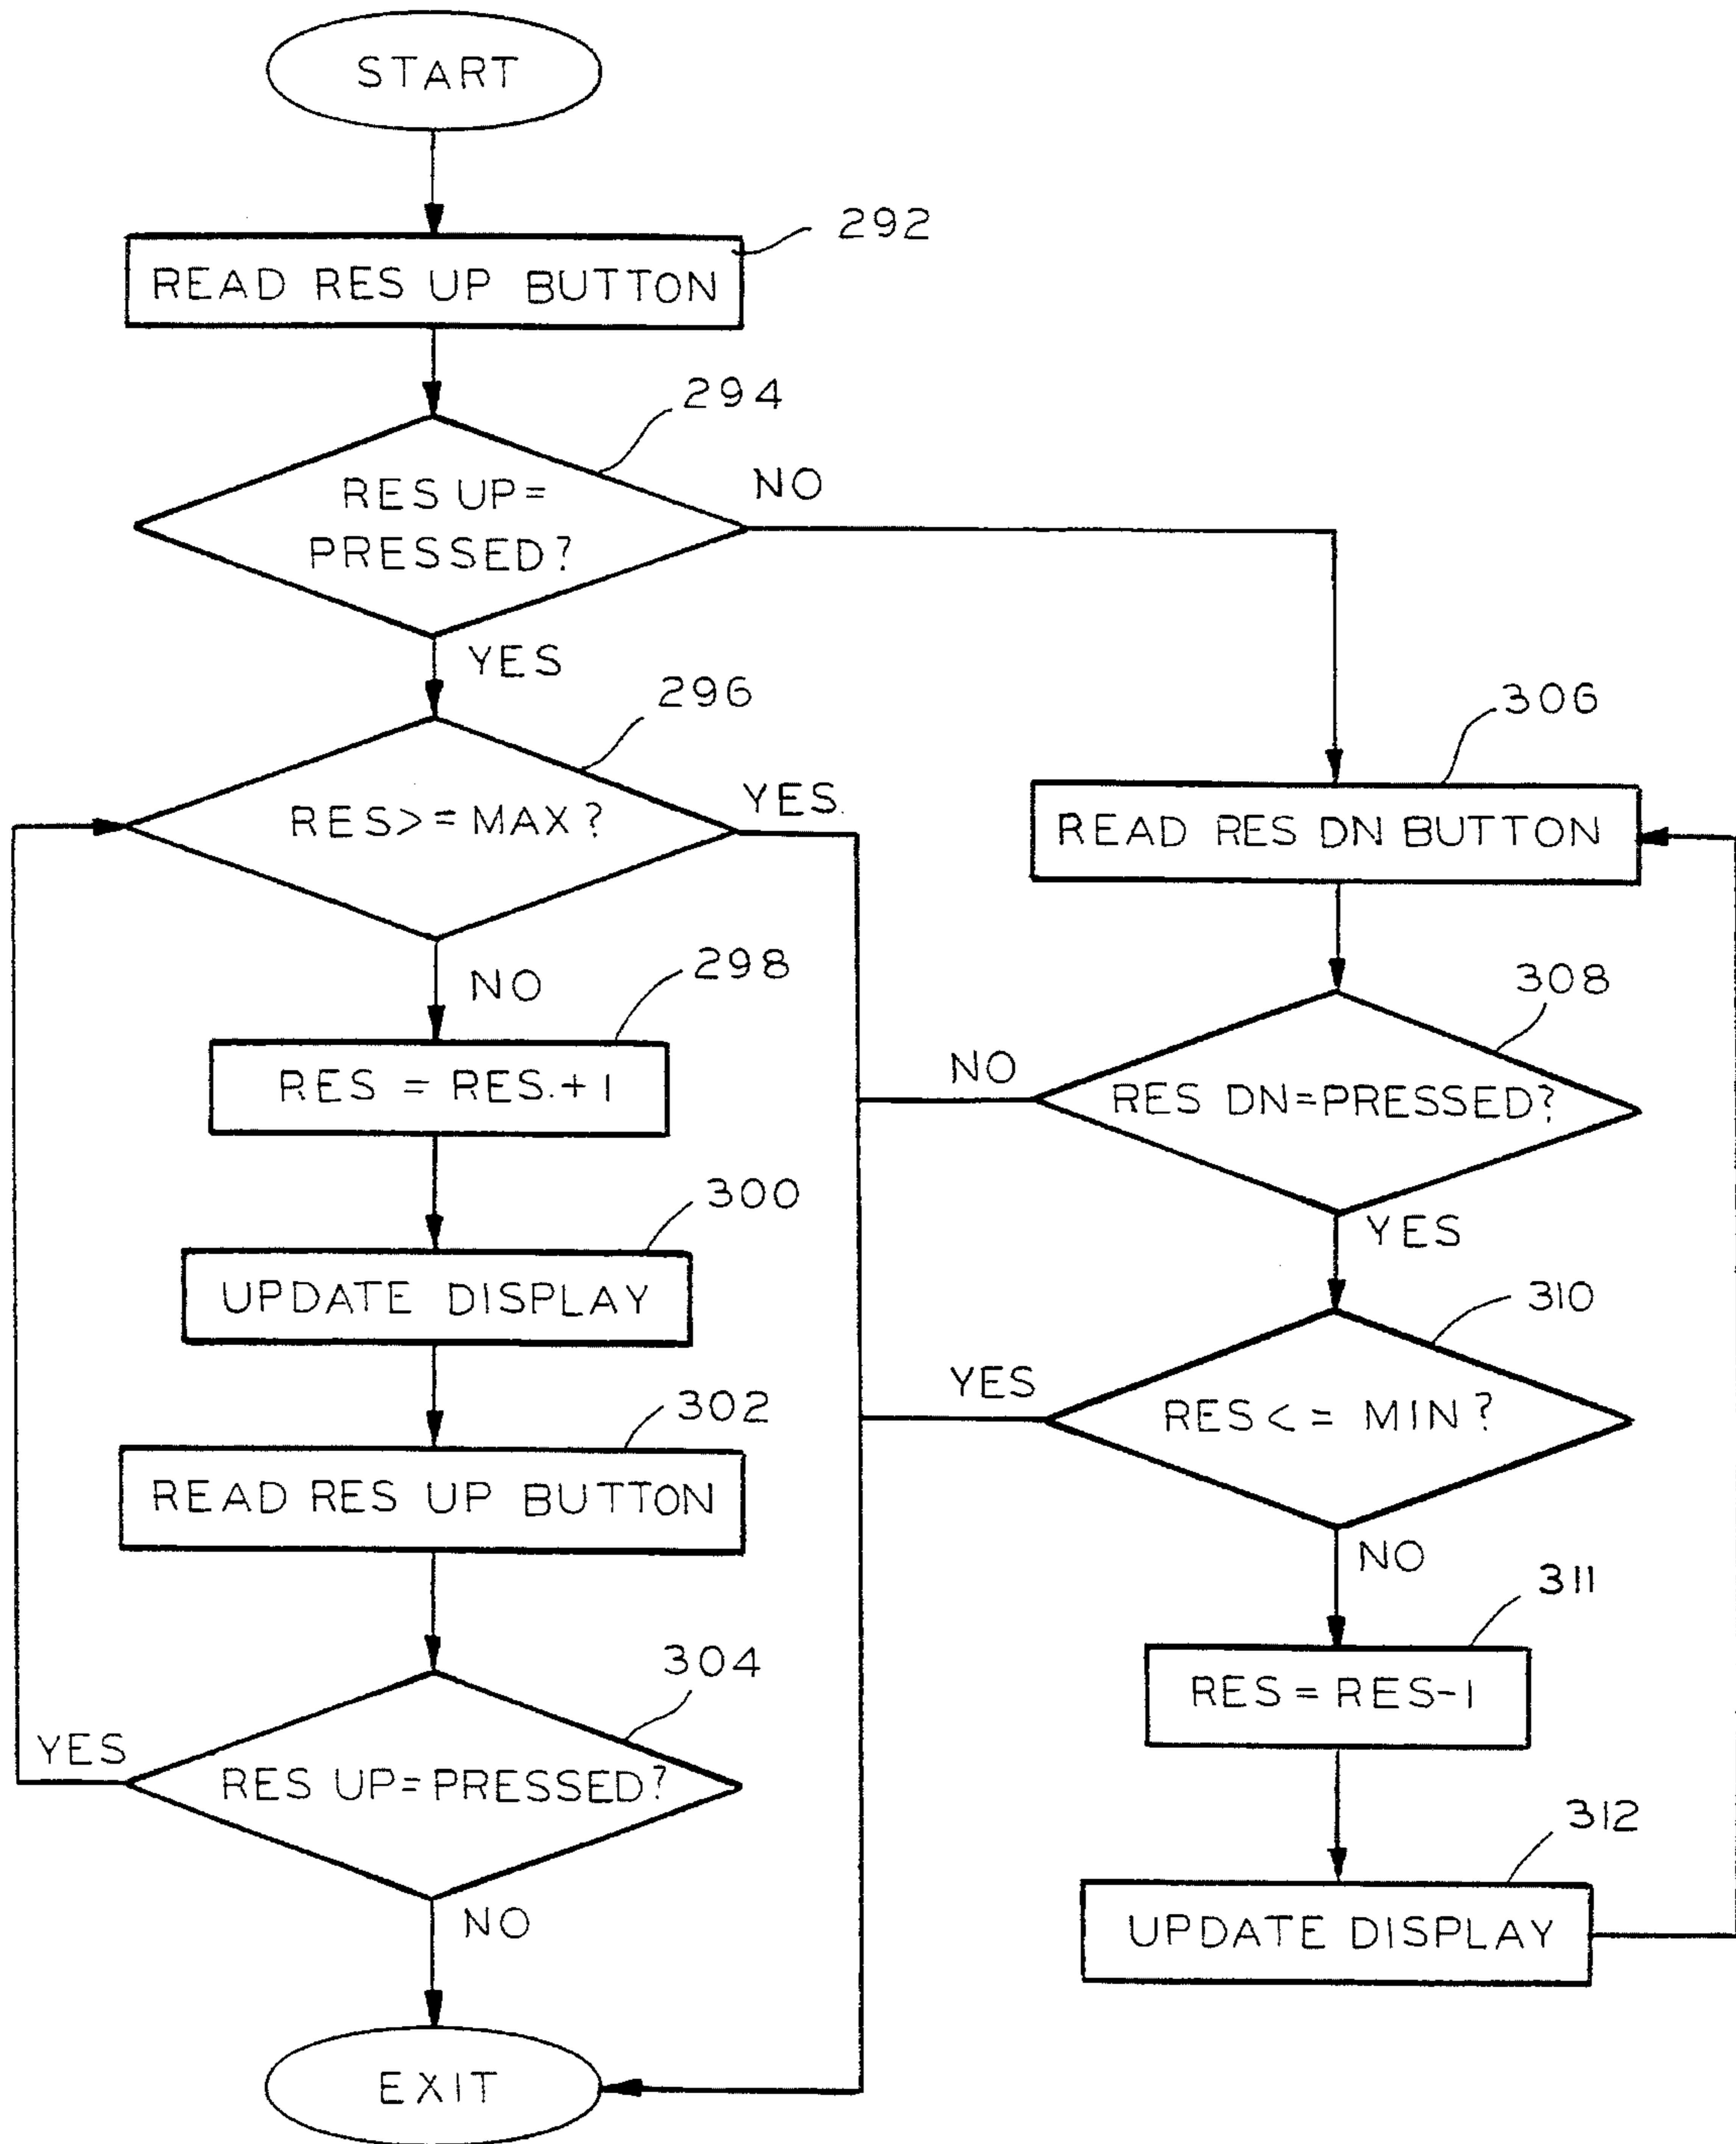 START
292
READ RES UP BUTTON
294
RES UP=
PRESSED?
NO
YES
296
RES>=MAX?
YES
NO
298
RES = RES.+1
300
UPDATE DISPLAY
302
READ RES UP BUTTON
304
RES UP=PRESSED?
YES
NO
EXIT
306
READ RES DN BUTTON
308
RES DN=PRESSED?
NO
YES
310
RES<= MIN?
YES
NO
311
RES=RES-1
312
UPDATE DISPLAY